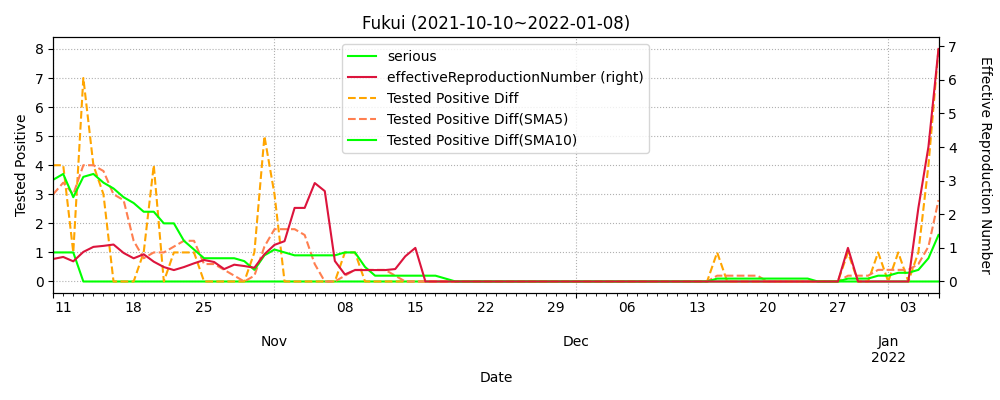 Fukui (2021-10-10~2022-01-08)
serious
effectiveReproductionNumber (right)
Tested Positive Diff
Tested Positive Diff(SMA5)
Tested Positive Diff(SMA10)
Tested Positive
8
7
6
5
4
3
2
1
0
Effective Reproduction Number
7
6
5
4
3
2
1
0
11 18 25 08 15 22 29 06 13 20 27 03
Nov Dec Jan
2022
Date